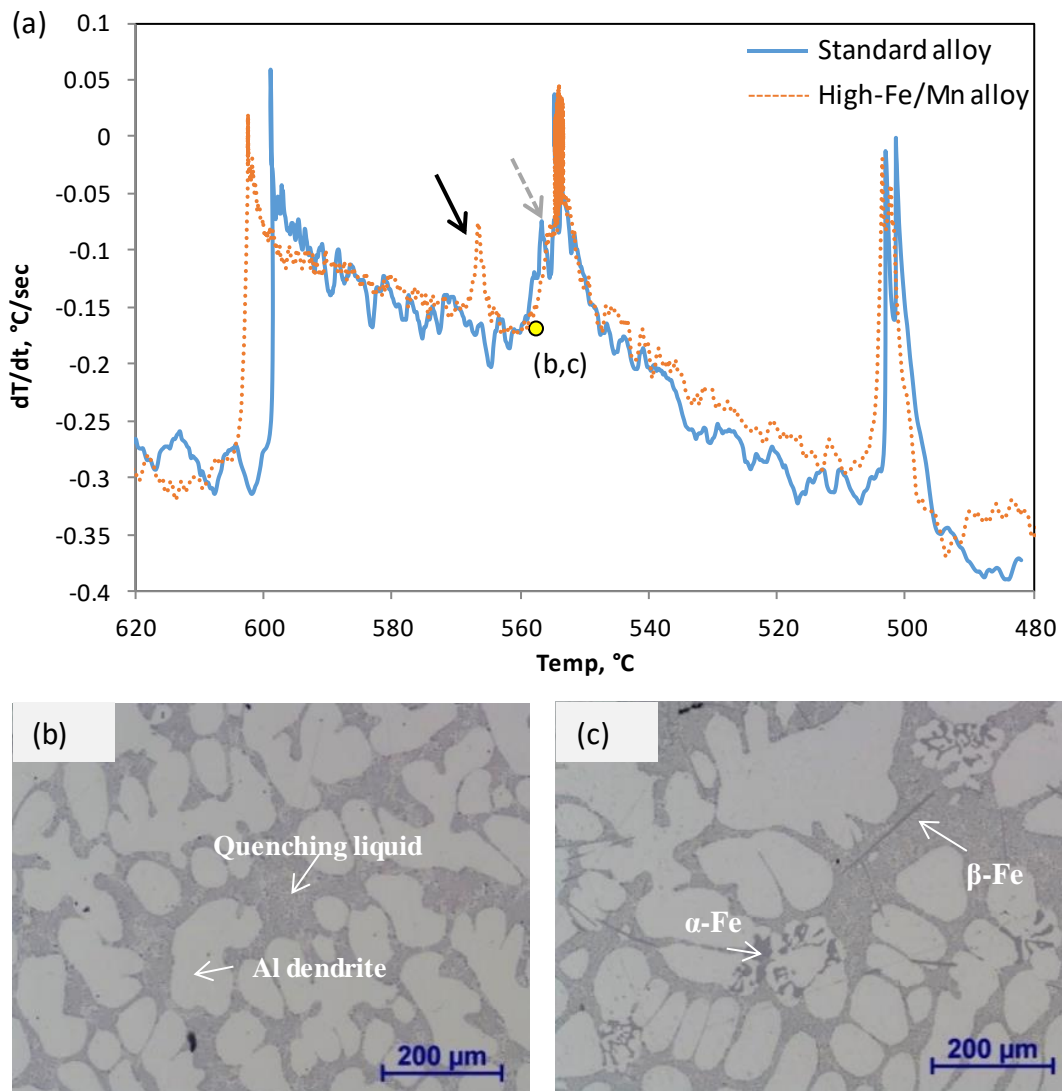 (a)
0.1
0.05
0
-0.05
-0.1
-0.15
-0.2
-0.25
-0.3
-0.35
-0.4
dT/dt, °C/sec
Standard alloy
High-Fe/Mn alloy
(b,c)
620 600 580 560 540 520 500 480
Temp, °C
(b)
Quenching liquid
Al dendrite
200 µm
(c)
β-Fe
α-Fe
200 µm